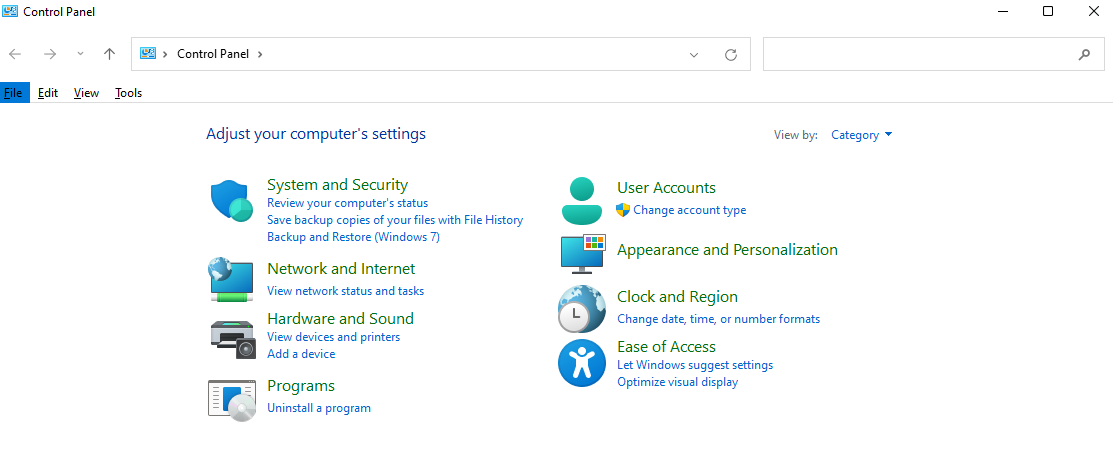 Control Panel
Control Panel
File Edit View Tools
Adjust your computer's settings
View by: Category
System and Security
Review your computer's status
Save backup copies of your files with File History
Backup and Restore (Windows 7)
Network and Internet
View network status and tasks
Hardware and Sound
View devices and printers
Add a device
Programs
Uninstall a program
User Accounts
Change account type
Appearance and Personalization
Clock and Region
Change date, time, or number formats
Ease of Access
Let Windows suggest settings
Optimize visual display